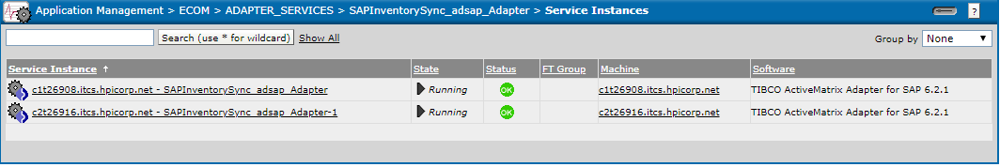 Application Management > ECOM > ADAPTER_SERVICES > SAPInventorySync_adsap_Adapter > Service Instances ?
Search (use * for wildcard) Show All Group by None
Service Instance ↑ State Status FT Group Machine Software
c1t26908.itcs.hpicorp.net - SAPInventorySync_adsap_Adapter Running OK c1t26908.itcs.hpicorp.net TIBCO ActiveMatrix Adapter for SAP 6.2.1
c2t26916.itcs.hpicorp.net - SAPInventorySync_adsap_Adapter-1 Running OK c2t26916.itcs.hpicorp.net TIBCO ActiveMatrix Adapter for SAP 6.2.1